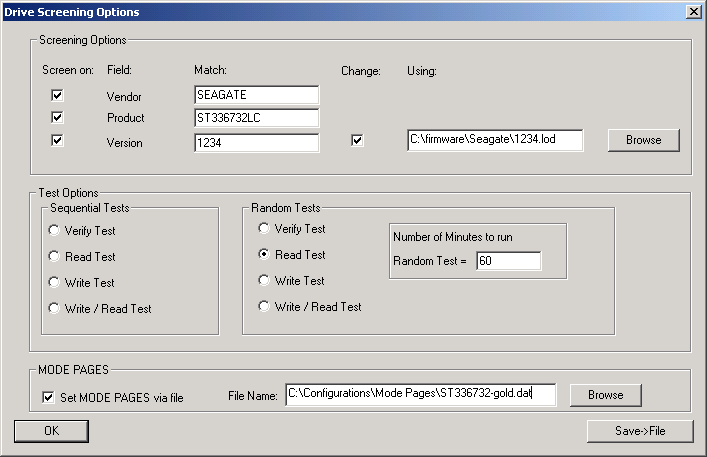 Drive Screening Options
Screening Options
Screen on: Field: Match: Change: Using:
Vendor SEAGATE
Product ST336732LC
Version 1234 C:\firmware\Seagate\1234.lod Browse
Test Options
Sequential Tests
Verify Test
Read Test
Write Test
Write / Read Test
Random Tests
Verify Test
Read Test
Write Test
Write / Read Test
Number of Minutes to run
Random Test = 60
MODE PAGES
Set MODE PAGES via file File Name: C:\Configurations\Mode Pages\ST336732-gold.dat Browse
OK Save->File